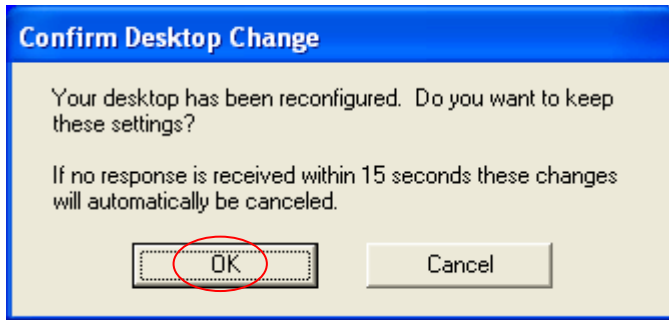 Confirm Desktop Change
Your desktop has been reconfigured. Do you want to keep
these settings?
If no response is received within 15 seconds these changes
will automatically be canceled.
OK
Cancel